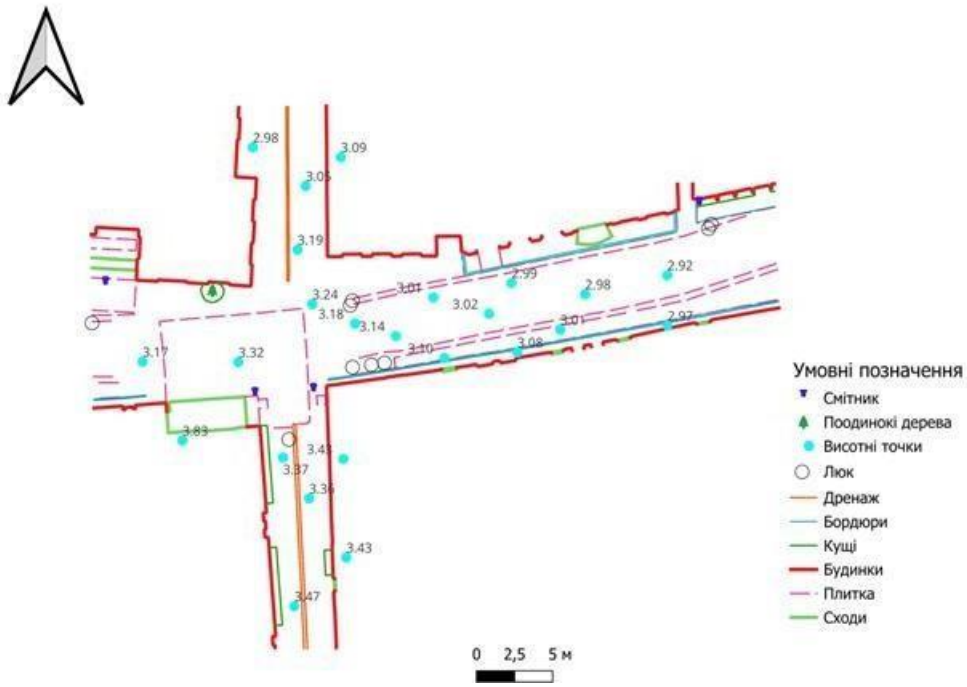 2.98
3.09
3.05
3.19
3.24
3.18
3.01
2.99
2.98
2.92
3.02
3.14
3.01
2.97
3.10
3.08
3.17
3.32
3.83
3.43
3.37
3.36
3.43
3.47
Умовні позначення
Смітник
Поодинокі дерева
Висотні точки
Люк
Дренаж
Бордюри
Кущі
Будинки
Плитка
Сходи
0 2,5 5 м